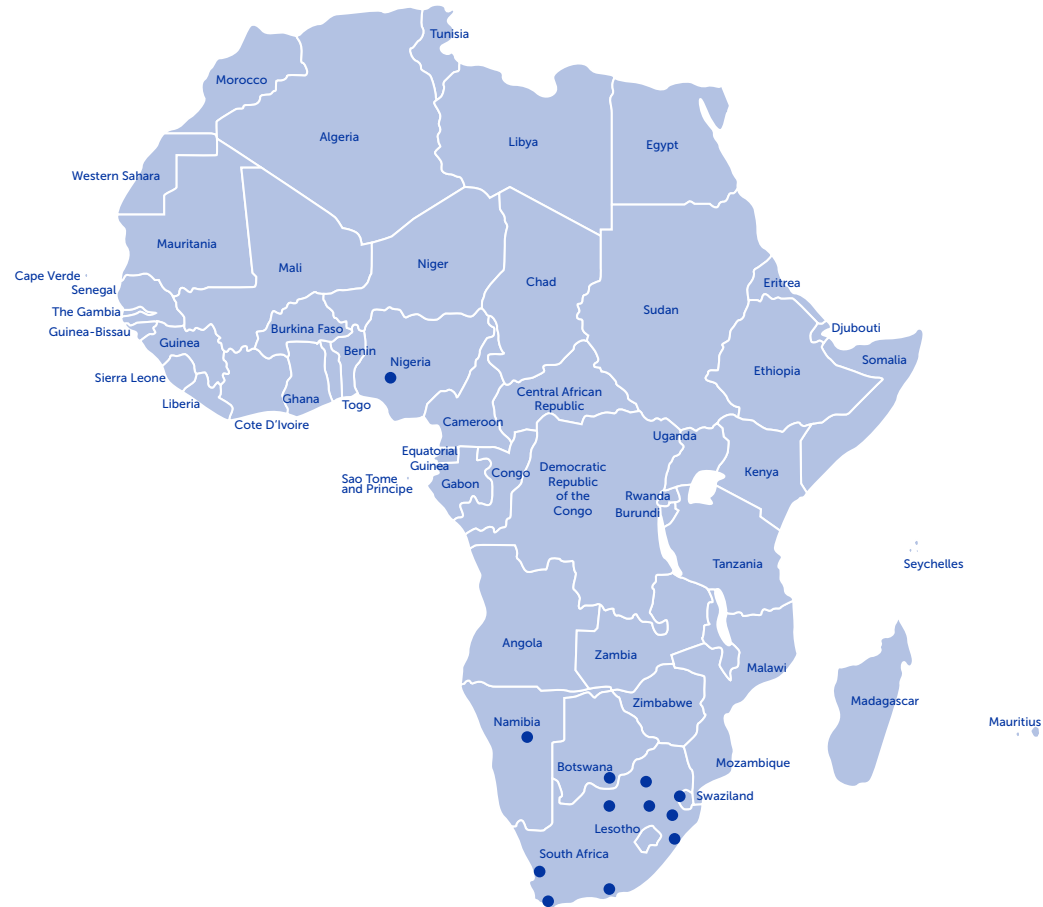 Tunisia
Morocco
Algeria
Libya
Egypt
Western Sahara
Mauritania
Mali
Niger
Chad
Cape Verde
Senegal
Eritrea
The Gambia
Sudan
Guinea-Bissau
Burkina Faso
Djubouti
Guinea
Benin
Nigeria
Somalia
Ethiopia
Sierra Leone
Central African
Republic
Liberia
Ghana
Togo
Cote D'Ivoire
Cameroon
Uganda
Equatorial
Guinea
Sao Tome
and Principe
Gabon
Congo
Democratic
Republic
of the
Congo
Kenya
Rwanda
Burundi
Tanzania
Seychelles
Angola
Zambia
Malawi
Zimbabwe
Madagascar
Namibia
Mauritius
Botswana
Mozambique
Swaziland
Lesotho
South Africa